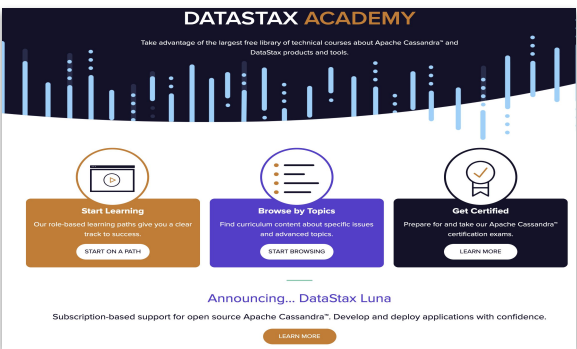 DATASTAX ACADEMY
Take advantage of the largest free library of technical courses about Apache Cassandra™ and
DataStax products and tools.
Start Learning
Our role-based learning paths give you a clear
track to success.
START ON A PATH
Browse by Topics
Find curriculum content about specific issues
and advanced topics.
START BROWSING
Get Certified
Prepare for and take our Apache Cassandra™
certification exams.
LEARN MORE
Announcing... DataStax Luna
Subscription-based support for open source Apache Cassandra™. Develop and deploy applications with confidence.
LEARN MORE